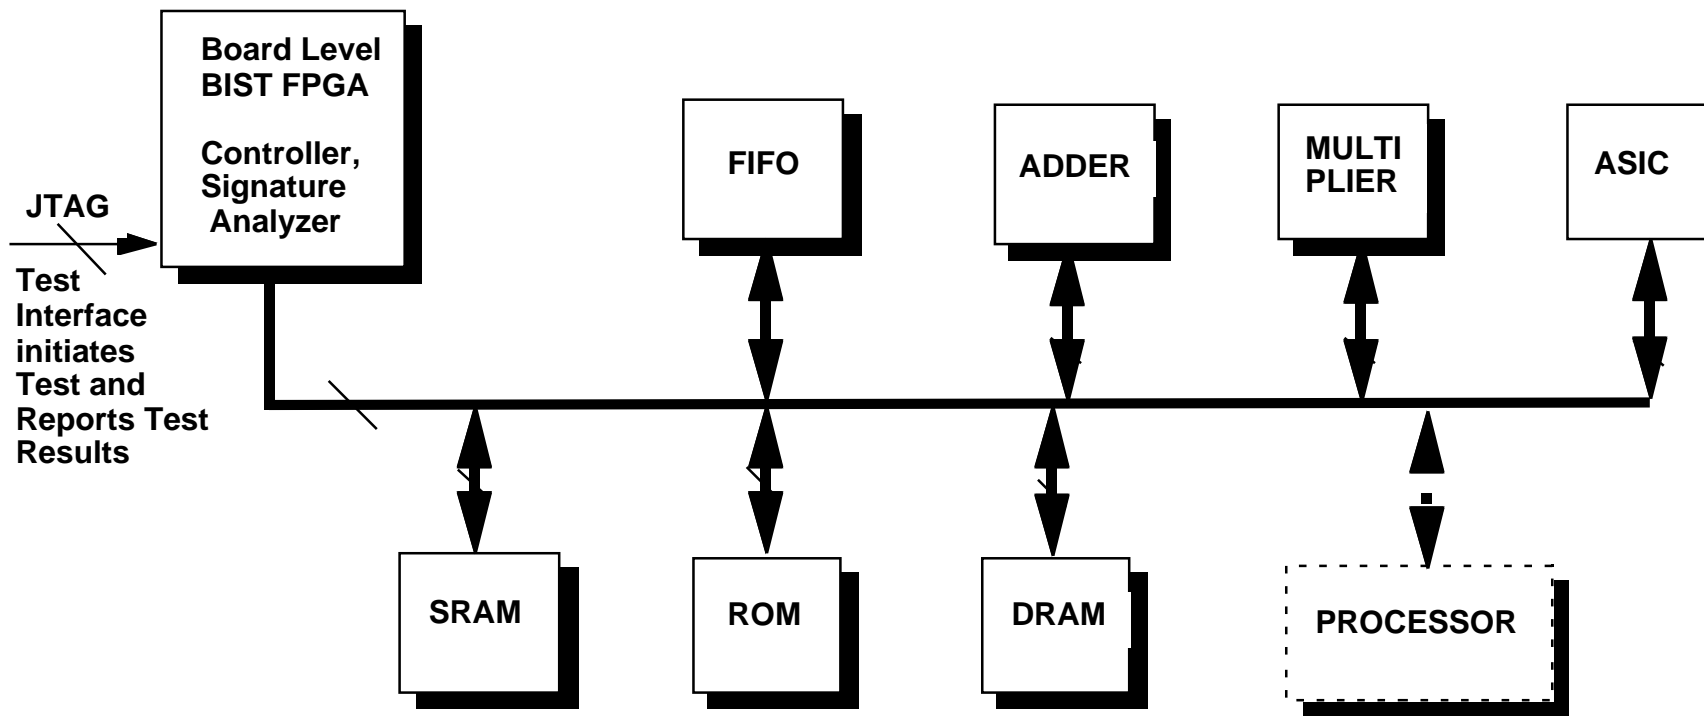 Board Level
BIST FPGA
Controller,
Signature
Analyzer
JTAG
Test
Interface
initiates
Test and
Reports Test
Results
FIFO
ADDER
MULTI
PLIER
ASIC
SRAM
ROM
DRAM
PROCESSOR